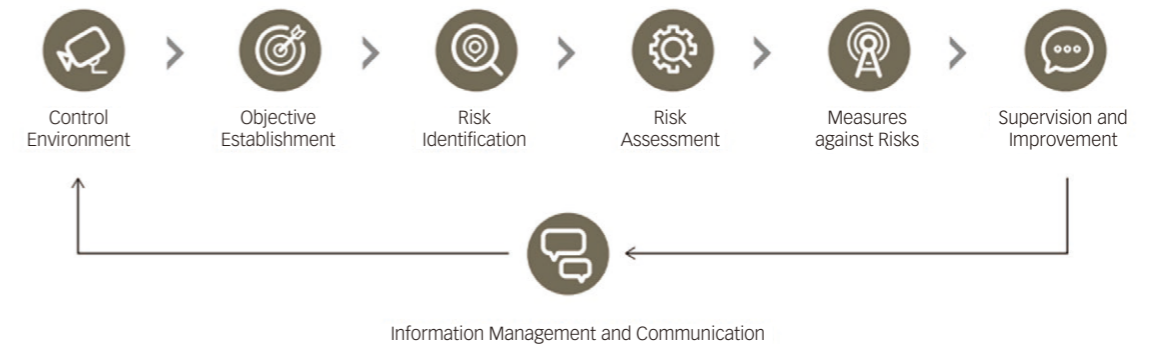 Control
Environment
Objective
Establishment
Risk
Identification
Risk
Assessment
Measures
against Risks
Supervision and
Improvement
Information Management and Communication